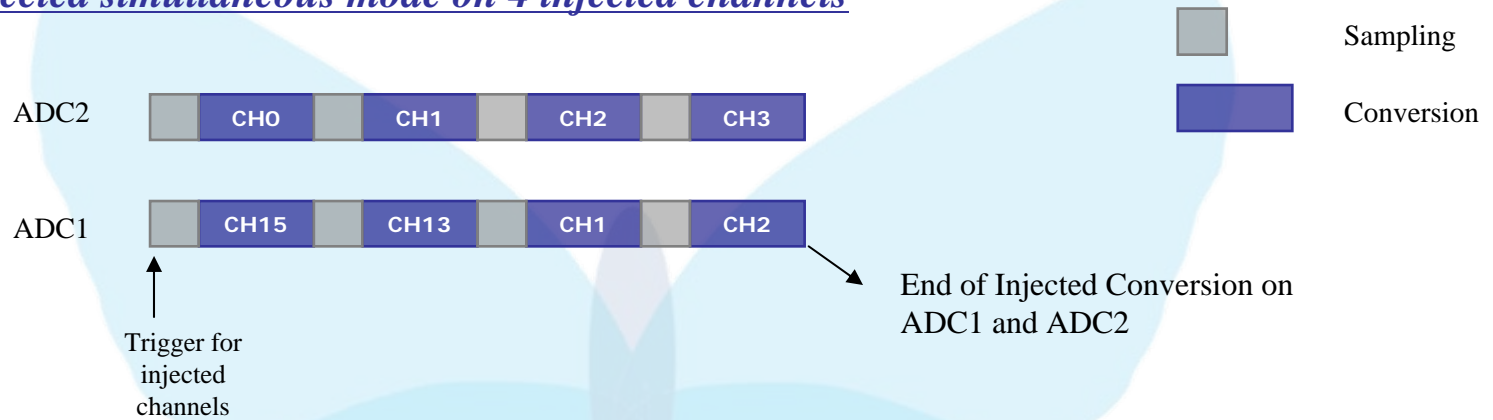 simultaneous mode on 4 injected channels
Sampling
Conversion
ADC2
CH0 CH1 CH2 CH3
ADC1
CH15 CH13 CH1 CH2
End of Injected Conversion on
ADC1 and ADC2
Trigger for
injected
channels